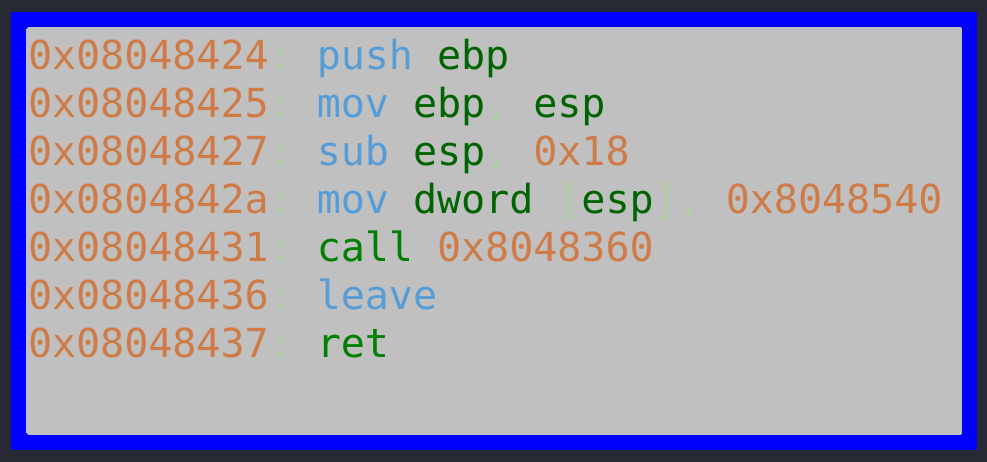 0x08048424: push ebp
0x08048425: mov ebp, esp
0x08048427: sub esp, 0x18
0x0804842a: mov dword [esp], 0x8048540
0x08048431: call 0x8048360
0x08048436: leave
0x08048437: ret